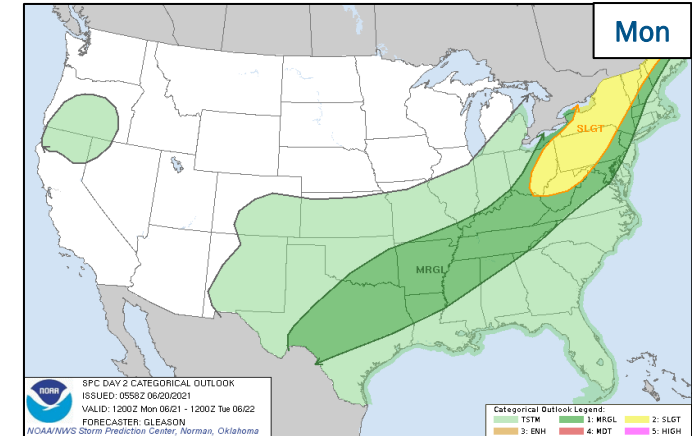 Mon
SLGT
MRGL
NOAA
SPC DAY 2 CATEGORICAL OUTLOOK
ISSUED: 0558Z 06/20/2021
VALID: 1200Z Mon 06/21 - 1200Z Tue 06/22
FORECASTER: GLEASON
NOAA/NWS Storm Prediction Center, Norman, Oklahoma
Categorical Outlook Legend:
TSTM 1: MRGL 2: SLGT
3: ENH 4: MDT 5: HIGH